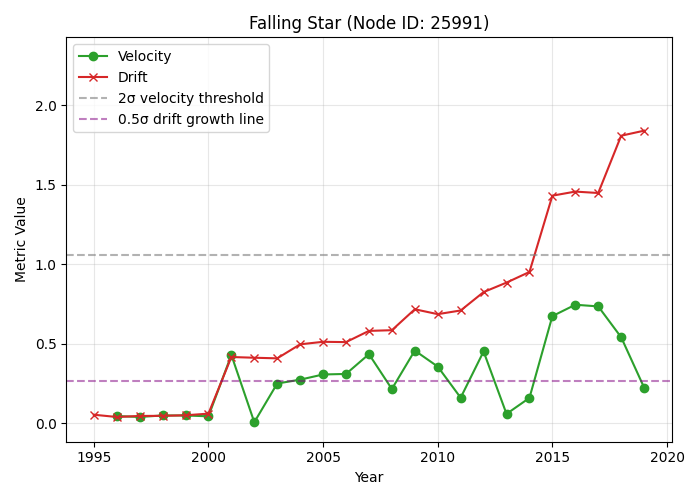 Falling Star (Node ID: 25991)
Velocity
Drift
2σ velocity threshold
0.5σ drift growth line
Metric Value
2.0
1.5
1.0
0.5
0.0
1995 2000 2005 2010 2015 2020
Year